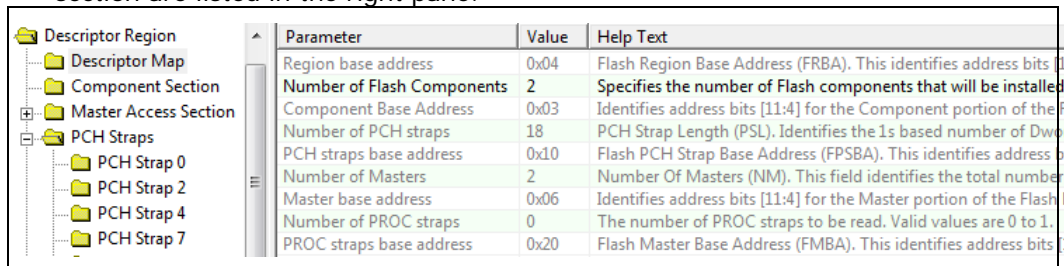 section are listed in the right panel
Descriptor Region
Descriptor Map
Component Section
Master Access Section
PCH Straps
PCH Strap 0
PCH Strap 2
PCH Strap 4
PCH Strap 7
Parameter Value Help Text
Region base address 0x04 Flash Region Base Address (FRBA). This identifies address bits [1
Number of Flash Components 2 Specifies the number of Flash components that will be installed
Component Base Address 0x03 Identifies address bits [11:4] for the Component portion of the
Number of PCH straps 18 PCH Strap Length (PSL). Identifies the 1s based number of Dwo
PCH straps base address 0x10 Flash PCH Strap Base Address (FPSBA). This identifies address
Number of Masters 2 Number Of Masters (NM). This field identifies the total number
Master base address 0x06 Identifies address bits [11:4] for the Master portion of the Flash
Number of PROC straps 0 The number of PROC straps to be read. Valid values are 0 to 1.
PROC straps base address 0x20 Flash Master Base Address (FMBA). This identifies address bits